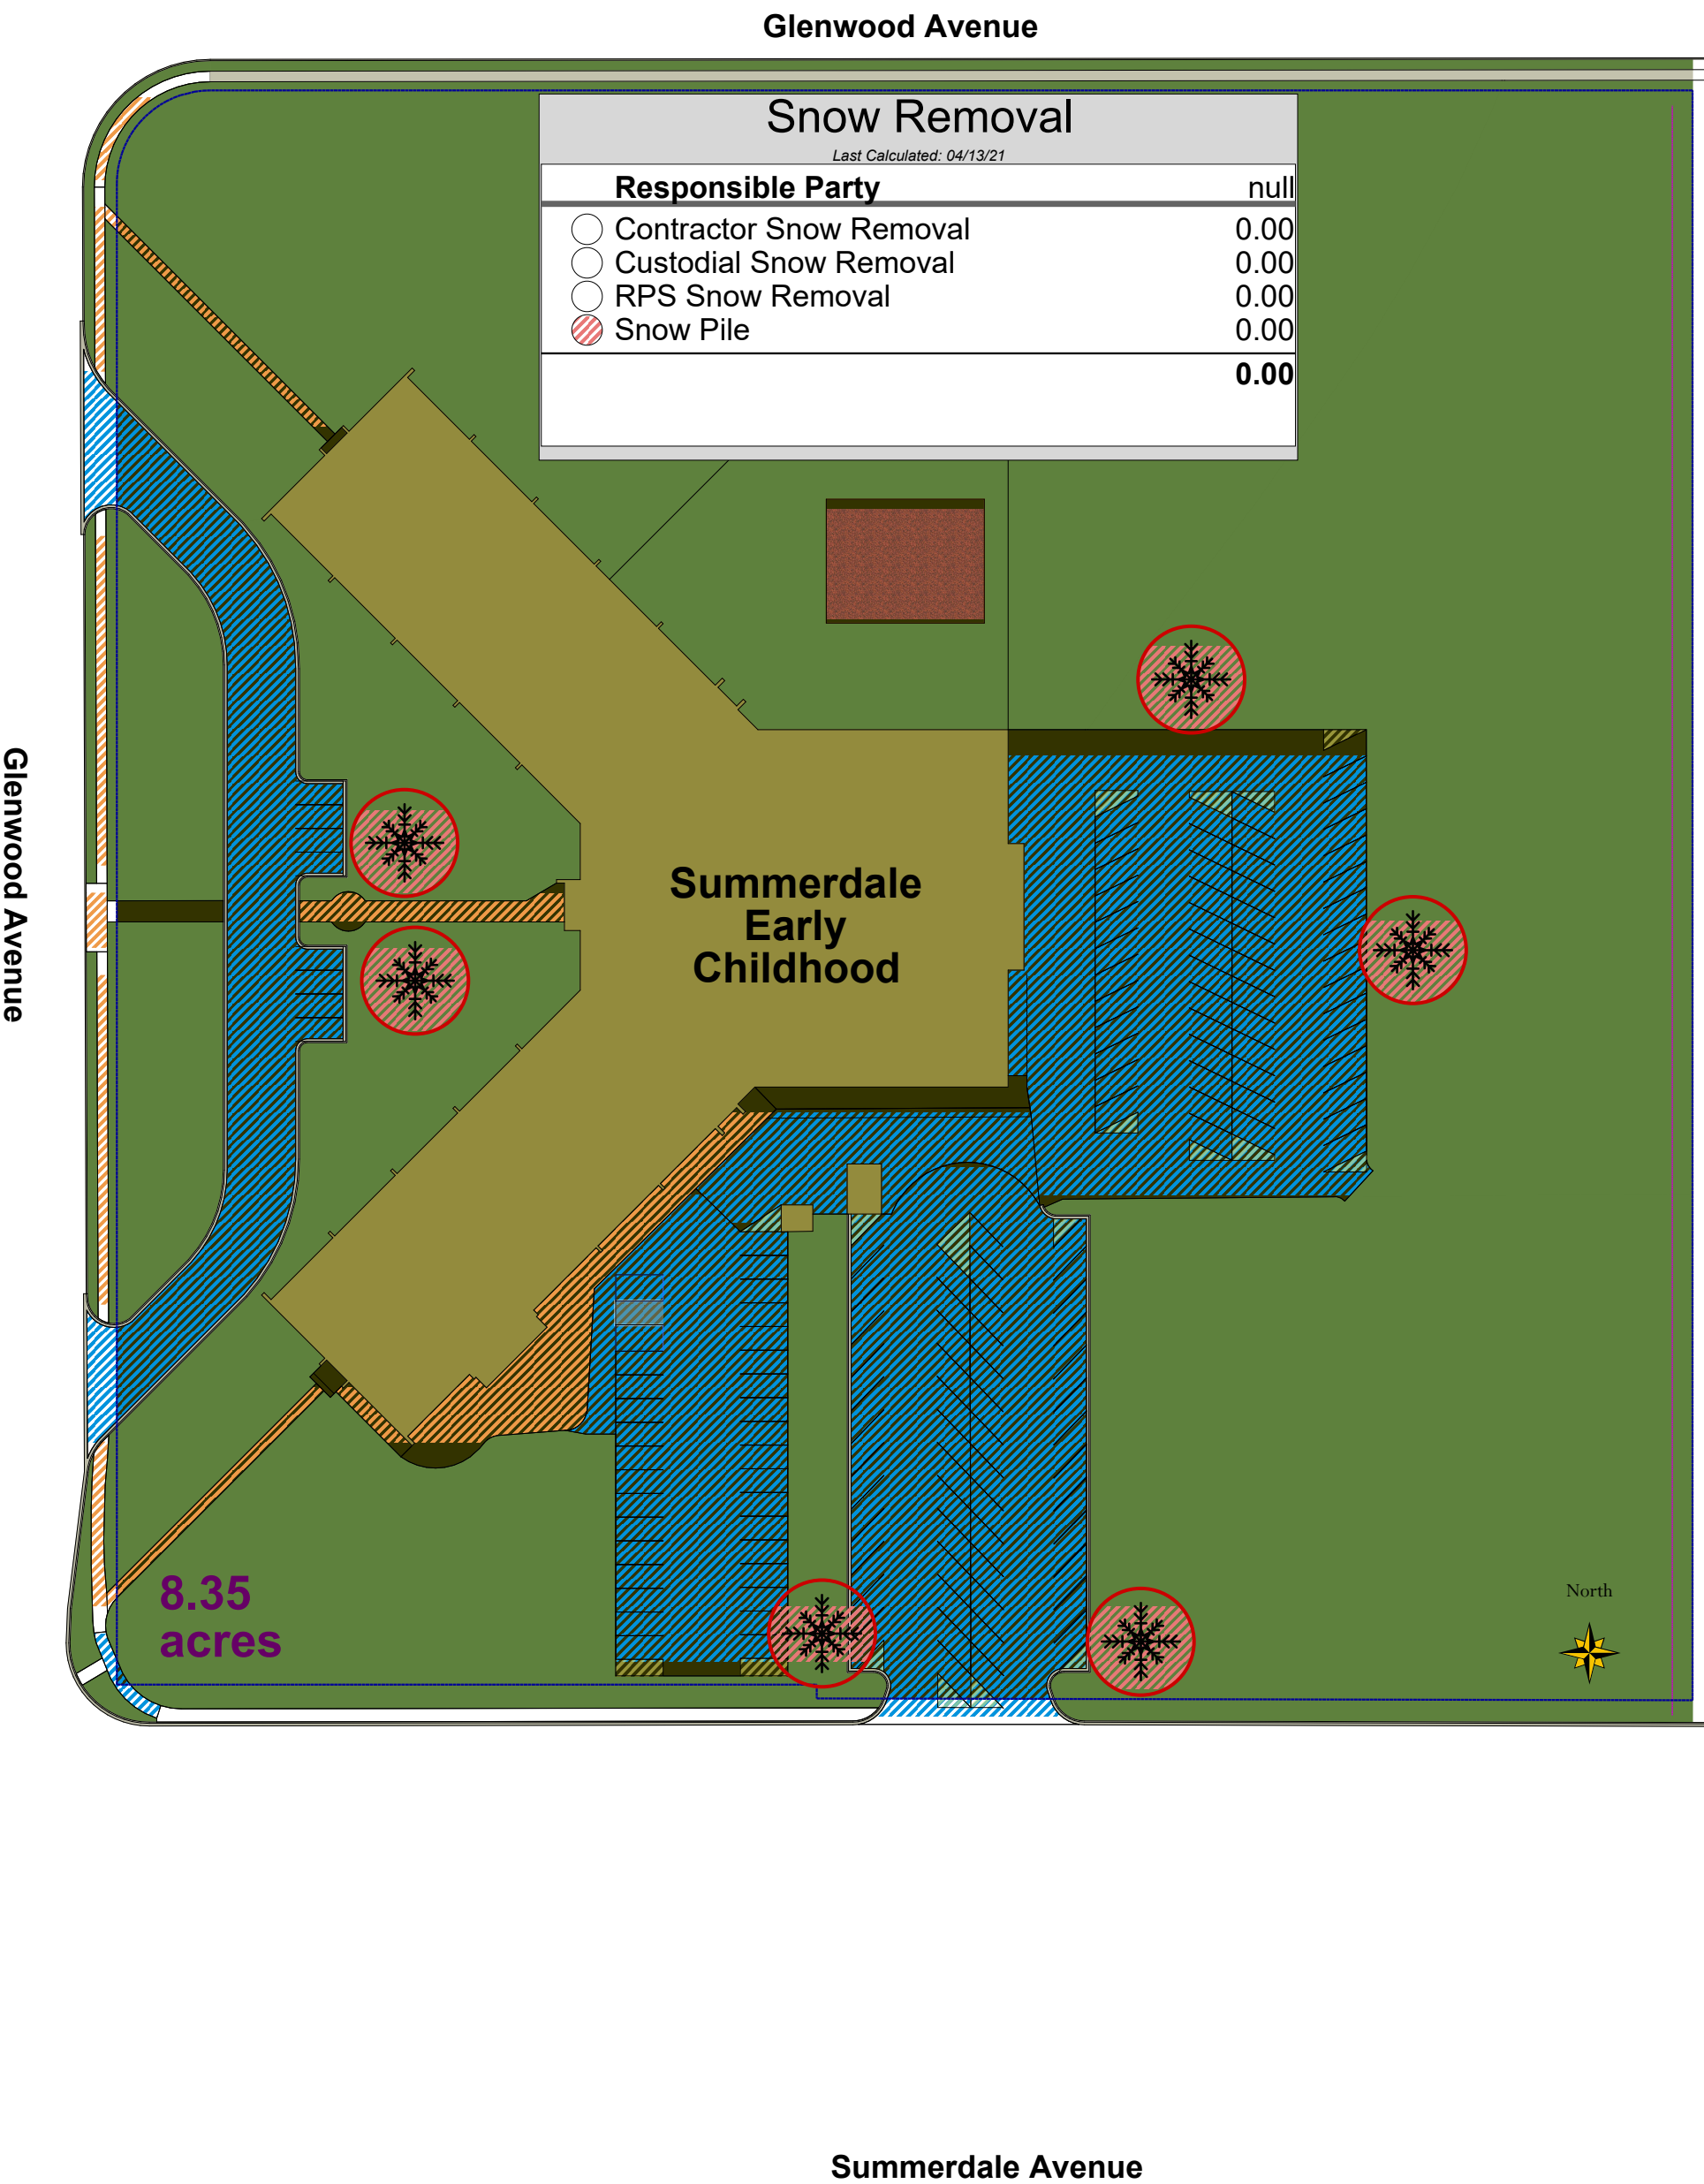 Glenwood Avenue
Snow Removal
Last Calculated: 04/13/21
Responsible Party null
Contractor Snow Removal 0.00
Custodial Snow Removal 0.00
RPS Snow Removal 0.00
Snow Pile 0.00
0.00
Glenwood Avenue
Summerdale
Early
Childhood
8.35
acres
North
Summerdale Avenue